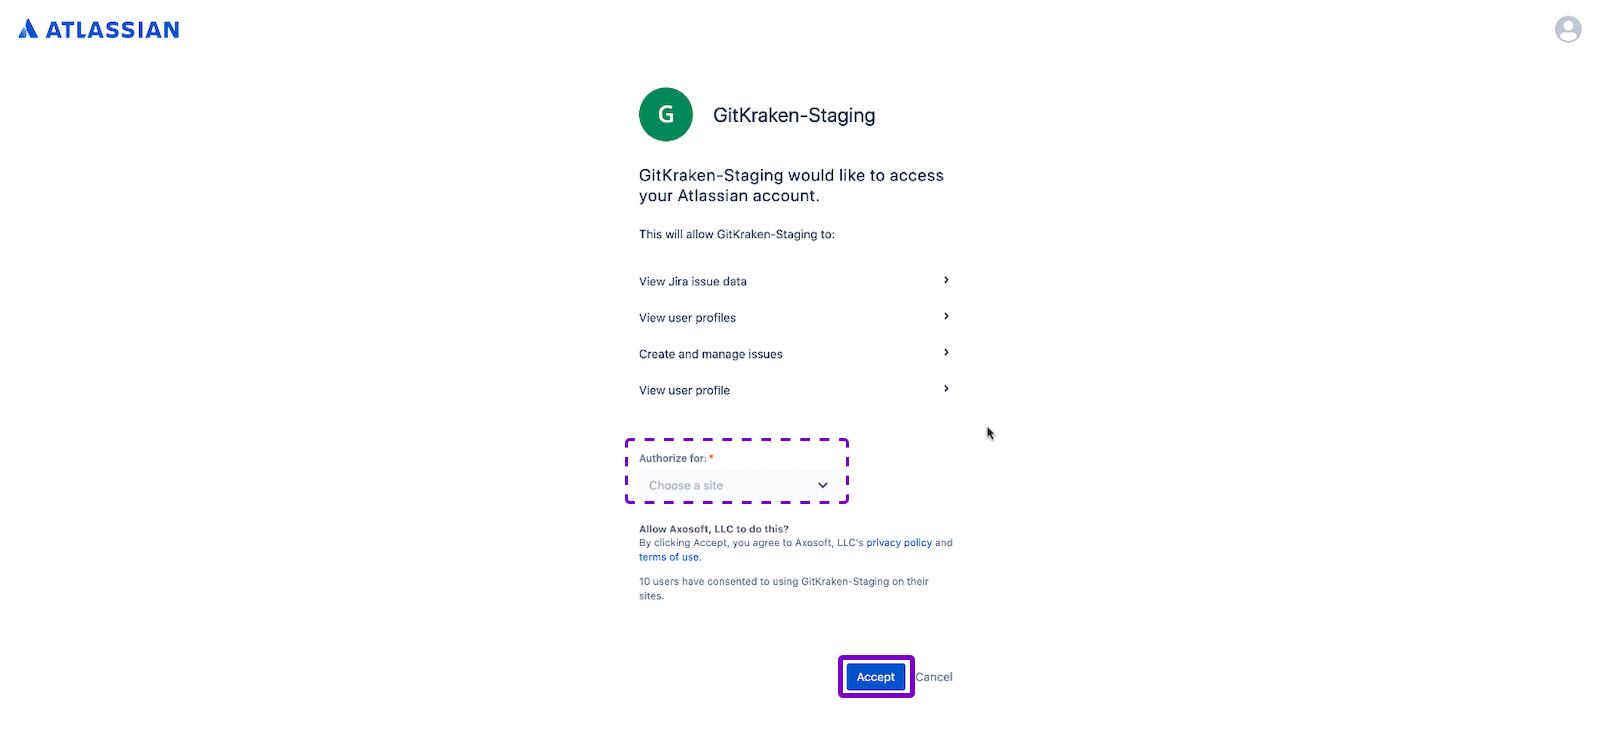 ATLASSIAN
G
GitKraken-Staging
GitKraken-Staging would like to access
your Atlassian account.
This will allow GitKraken-Staging to:
View Jira issue data
View user profiles
Create and manage issues
View user profile
Authorize for: *
Choose a site
Allow Axosoft, LLC to do this?
By clicking Accept, you agree to Axosoft, LLC's privacy policy and
terms of use.
10 users have consented to using GitKraken-Staging on their
sites.
Accept Cancel